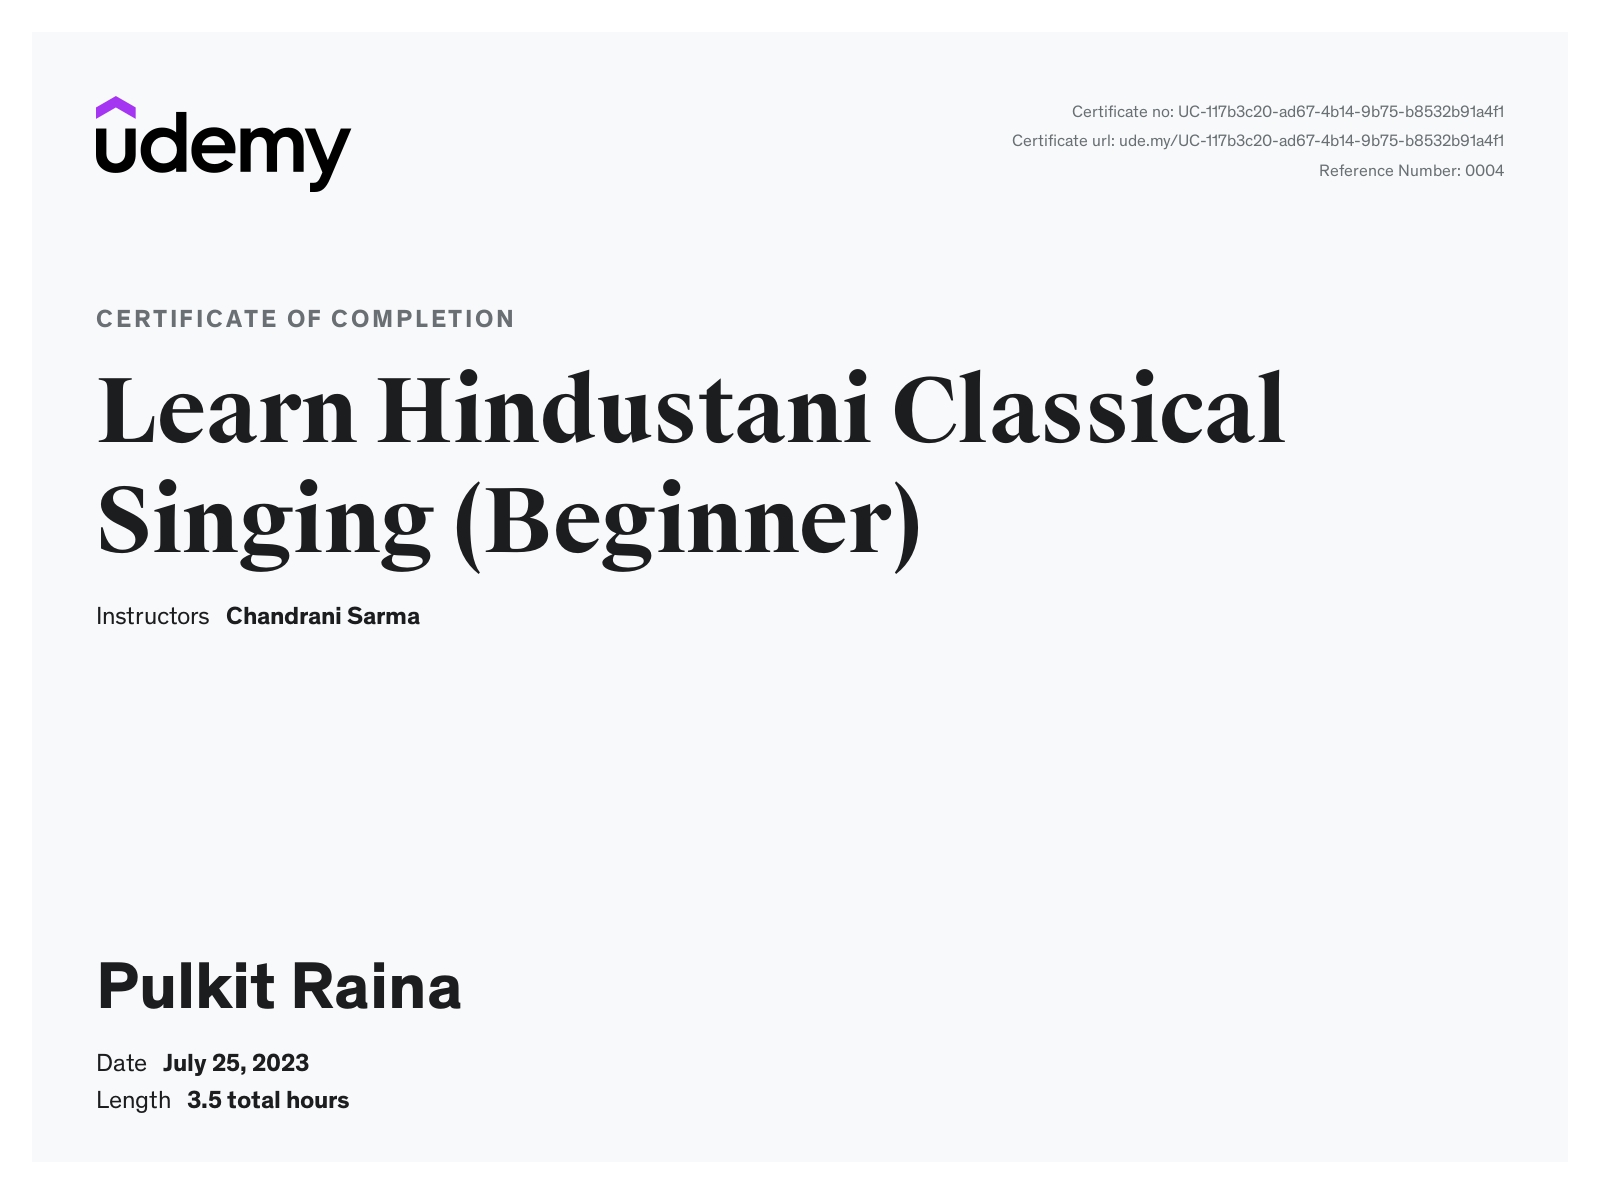 udemy
Certificate no: UC-117b3c20-ad67-4b14-9b75-b8532b91a4f1
Certificate url: ude.my/UC-117b3c20-ad67-4b14-9b75-b8532b91a4f1
Reference Number: 0004
CERTIFICATE OF COMPLETION
Learn Hindustani Classical
Singing (Beginner)
Instructors Chandrani Sarma
Pulkit Raina
Date July 25, 2023
Length 3.5 total hours